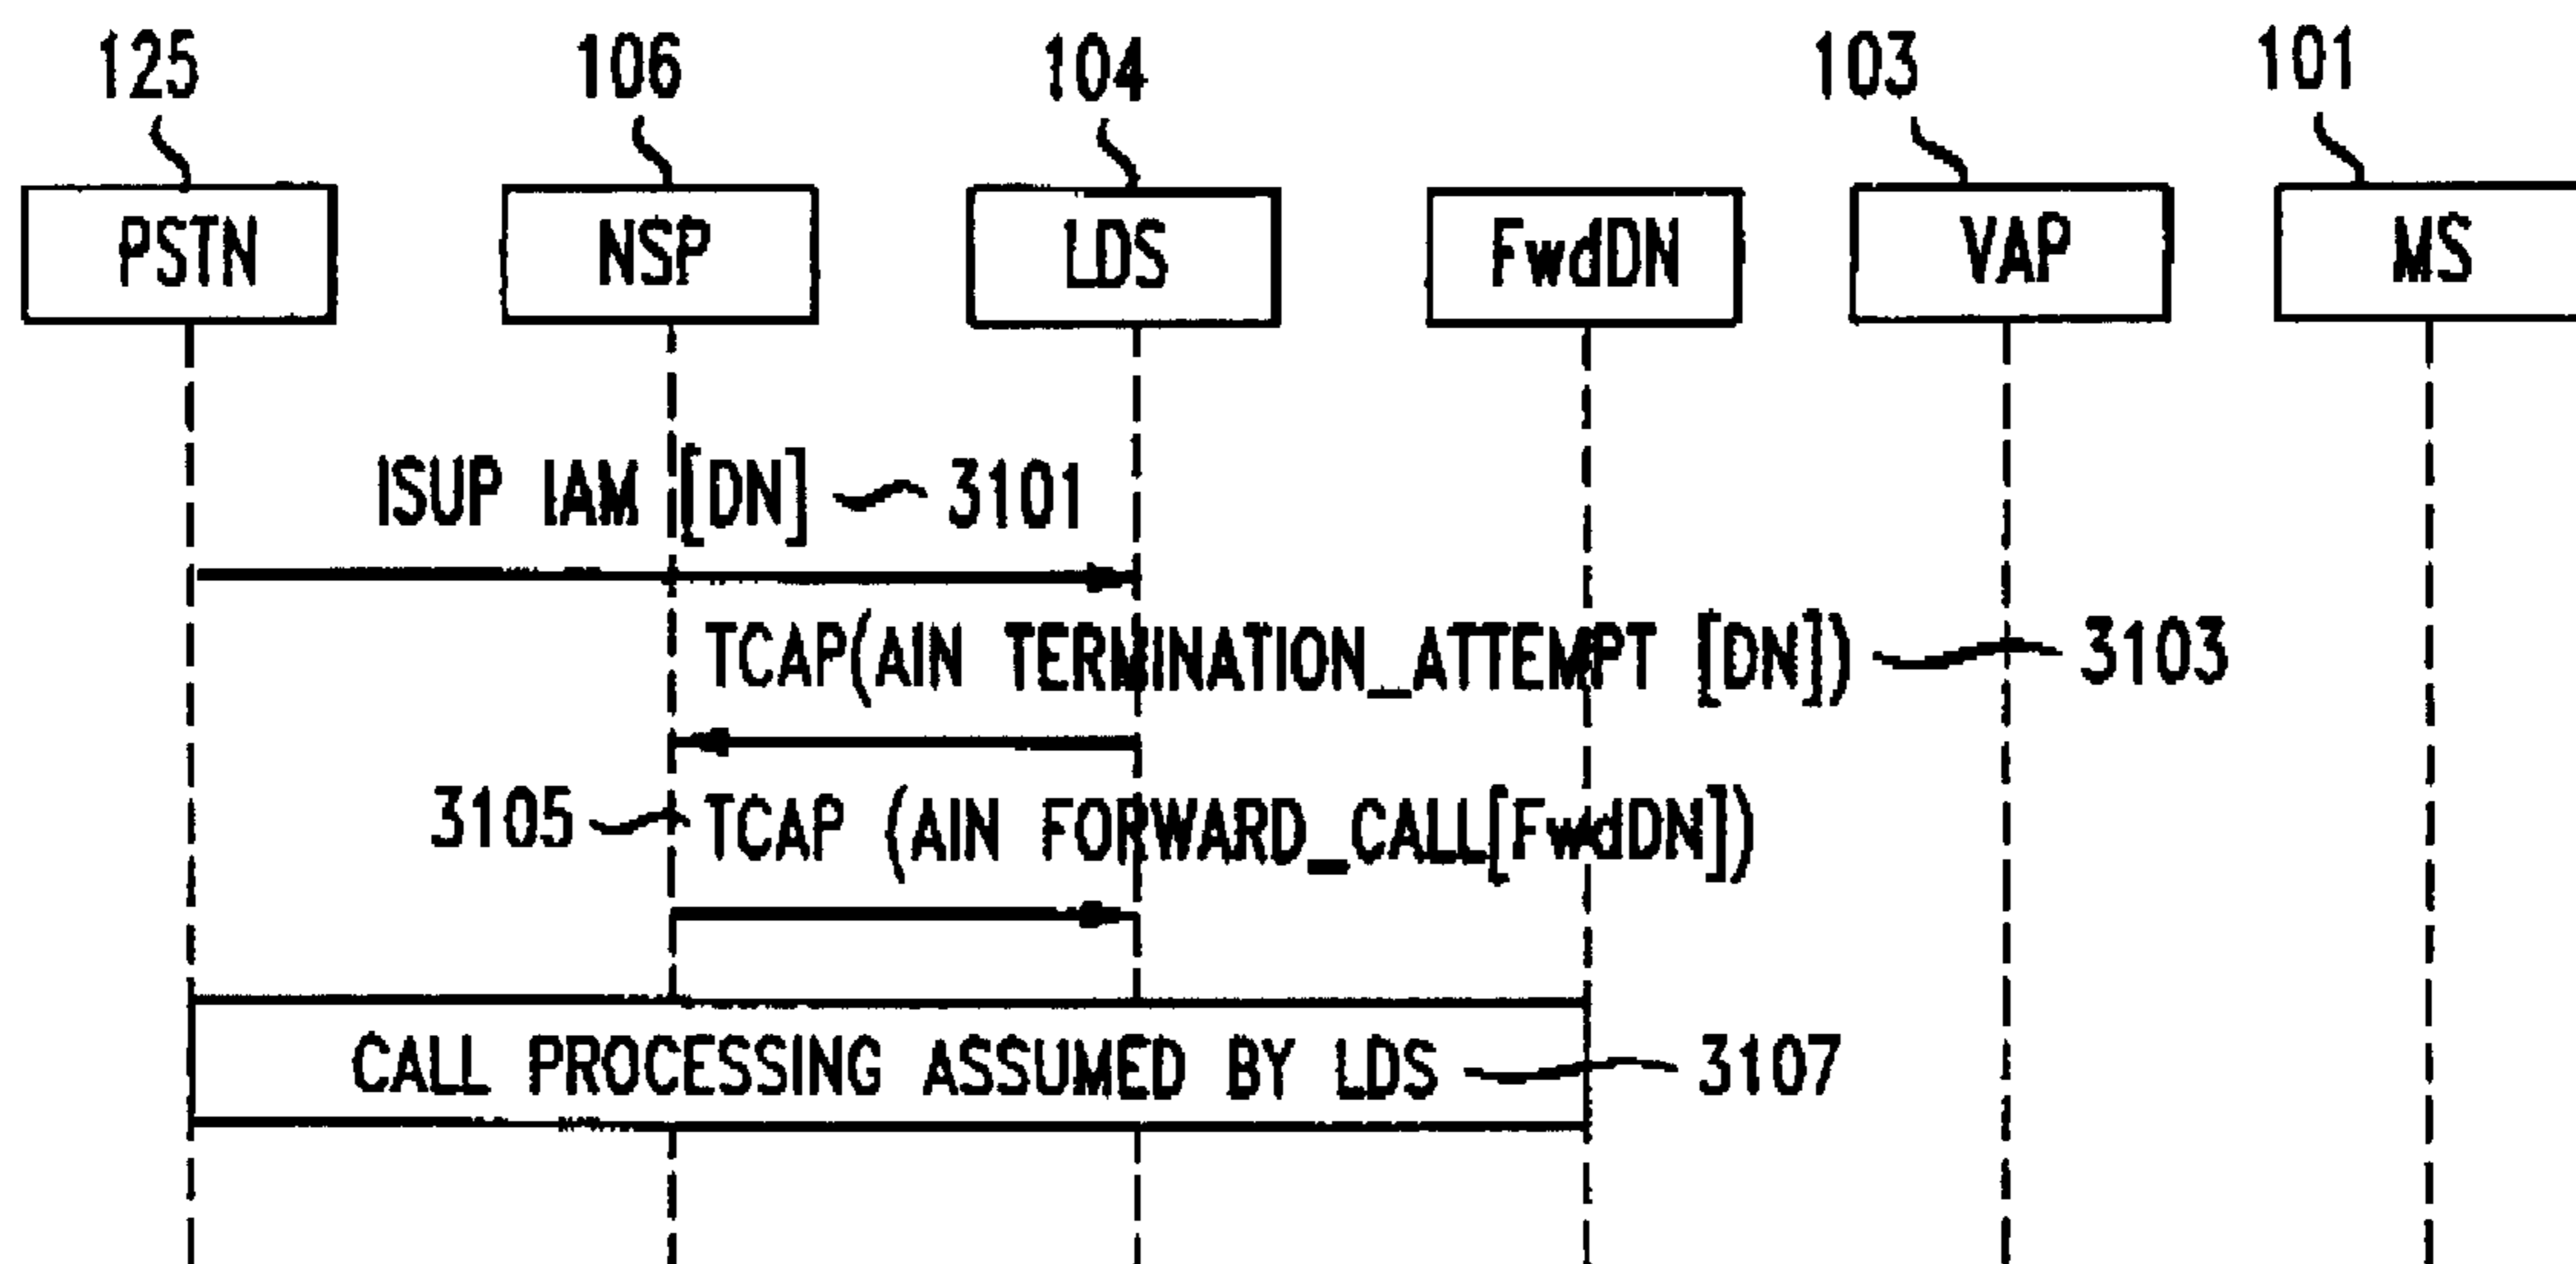 125 106 104 103 101
PSTN NSP LDS FwdDN VAP MS
ISUP IAM [DN] 3101
TCAP(AIN TERMINATION_ATTEMPT [DN]) 3103
3105 TCAP (AIN FORWARD_CALL[FwdDN])
CALL PROCESSING ASSUMED BY LDS 3107